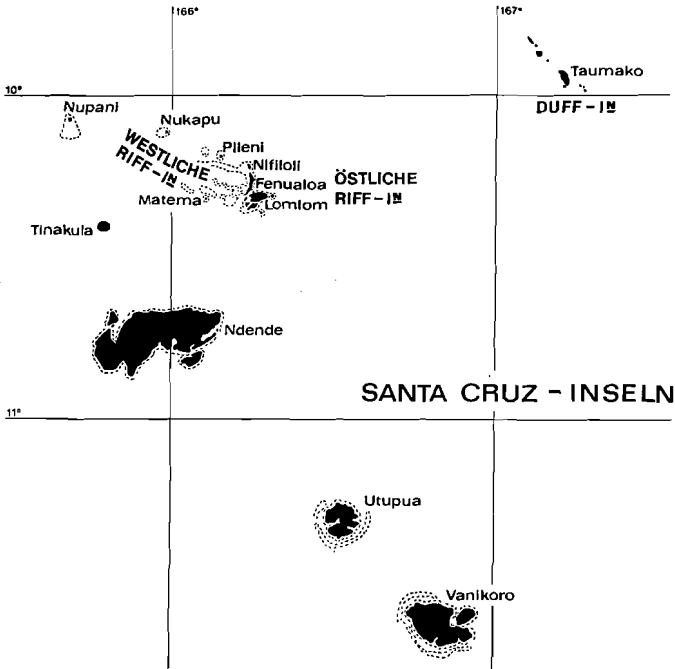 166°
167°
Taumako
10°
DUFF-IN
Nupani
Nukapu
WESTLICHE
RIFF-IN
Pileni
Nifiloli
Fenualoa
ÖSTLICHE
RIFF-IN
Matema
Lomlom
Tinakula
Ndende
SANTA CRUZ-INSELN
11°
Utupua
Vanikoro